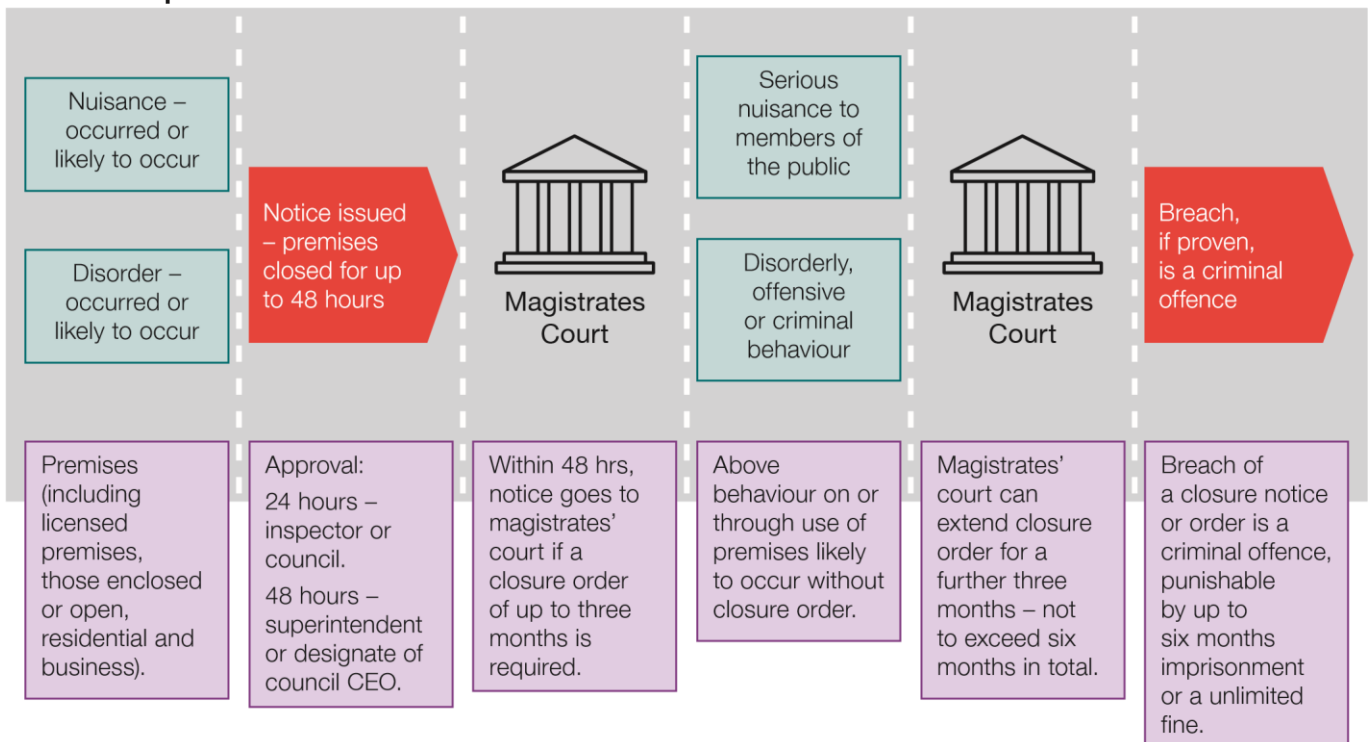 Nuisance –
occurred or
likely to occur
Disorder –
occurred or
likely to occur
Notice issued
– premises
closed for up
to 48 hours
Magistrates
Court
Serious
nuisance to
members of
the public
Disorderly,
offensive
or criminal
behaviour
Magistrates
Court
Breach,
if proven,
is a criminal
offence
Premises
(including
licensed
premises,
those enclosed
or open,
residential and
business).
Approval:
24 hours –
inspector or
council.
48 hours –
superintendent
or designate of
council CEO.
Within 48 hrs,
notice goes to
magistrates’
court if a
closure order
of up to three
months is
required.
Above
behaviour on or
through use of
premises likely
to occur without
closure order.
Magistrates’
court can
extend closure
order for a
further three
months – not
to exceed six
months in total.
Breach of
a closure notice
or order is a
criminal offence,
punishable
by up to
six months
imprisonment
or a unlimited
fine.